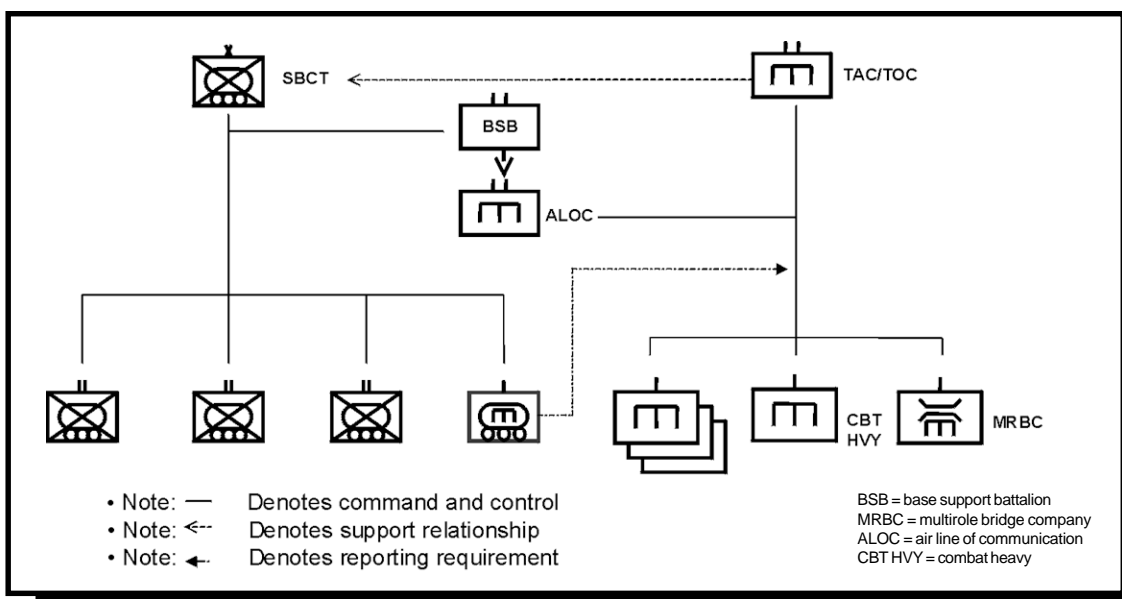 SBCT
TAC/TOC
BSB
ALOC
CBT
HVY
MRBC
• Note: — Denotes command and control
• Note: <-- Denotes support relationship
• Note: ◄- Denotes reporting requirement
BSB = base support battalion
MRBC = multirole bridge company
ALOC = air line of communication
CBT HVY = combat heavy